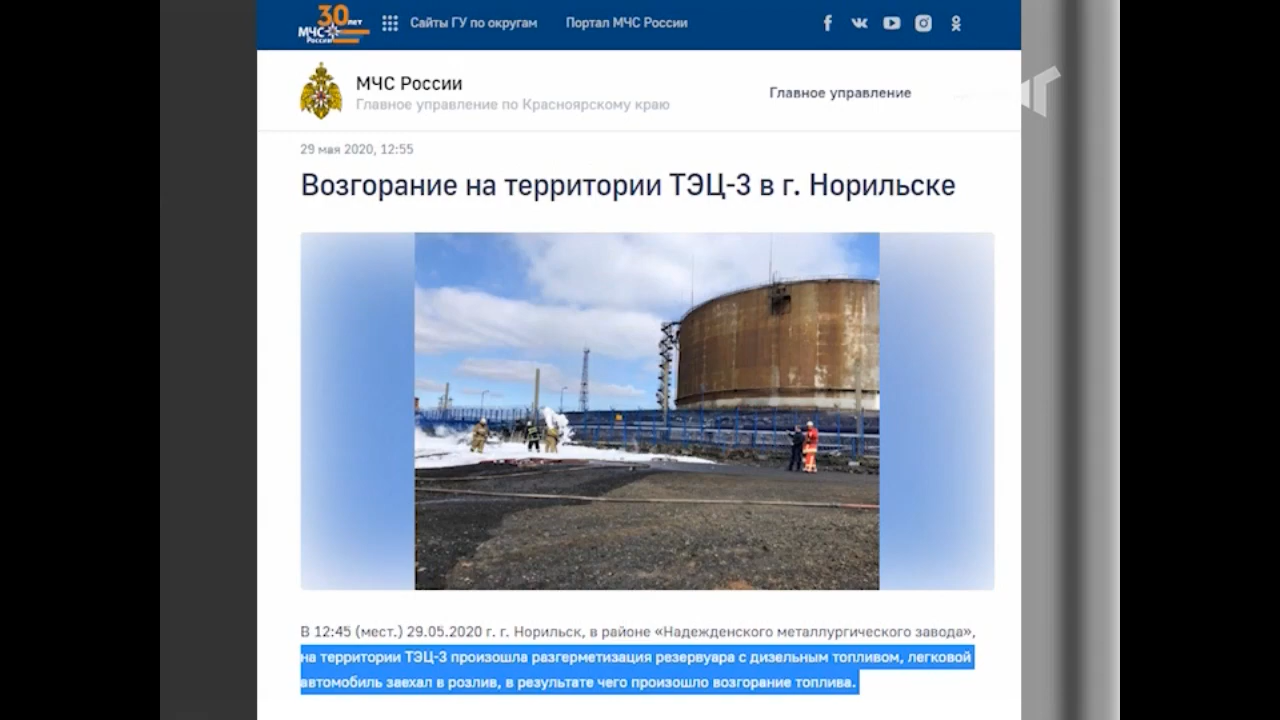 30 лет
МЧС
России
Сайты ГУ по округам
Портал МЧС России
МЧС России
Главное управление по Красноярскому краю
Главное управление
29 мая 2020, 12:55
Возгорание на территории ТЭЦ-3 в г. Норильске
В 12:45 (мест.) 29.05.2020 г. г. Норильск, в районе «Надежденского металлургического завода»,
на территории ТЭЦ-3 произошла разгерметизация резервуара с дизельным топливом, легковой
автомобиль заехал в розлив, в результате чего произошло возгорание топлива.